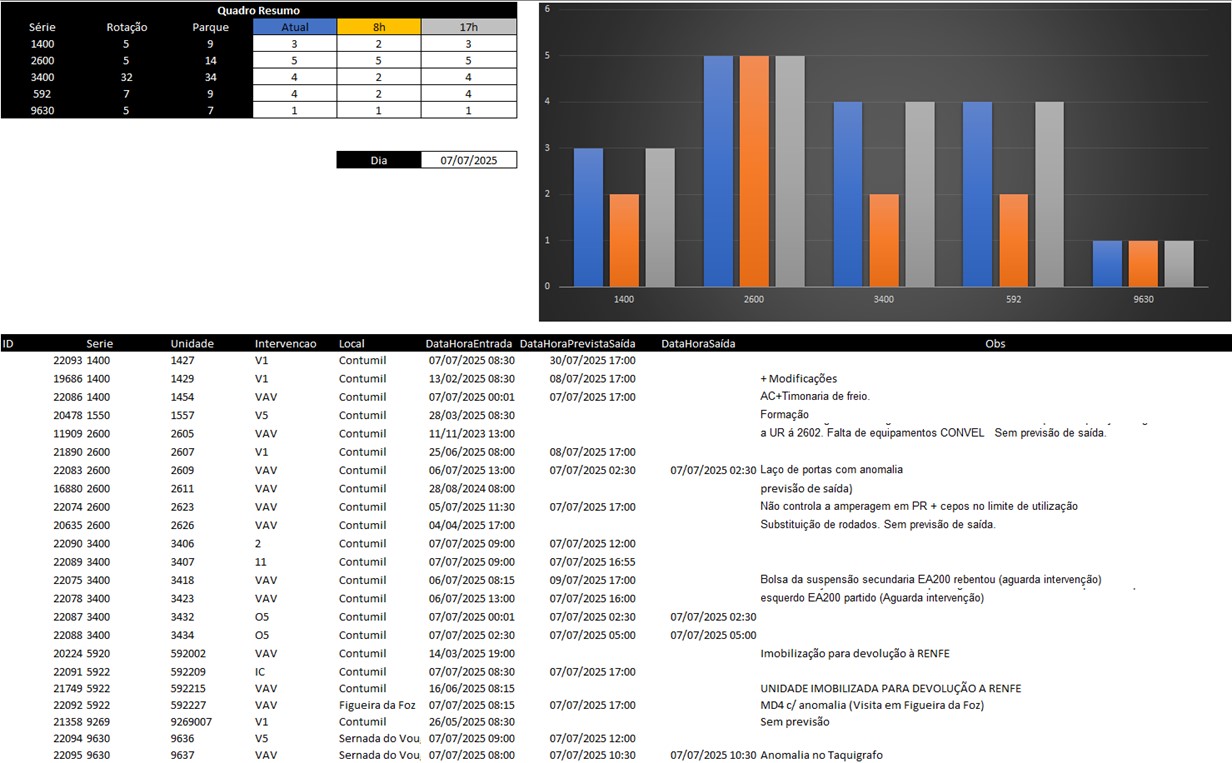 Quadro Resumo
Série Rotação Parque Atual 8h 17h
1400 5 9 3 2 3
2600 5 14 5 5 5
3400 32 34 4 2 4
592 7 9 4 2 4
9630 5 7 1 1 1
Dia 07/07/2025
6
5
4
3
2
1
0
1400 2600 3400 592 9630
ID Serie Unidade Intervencao Local DataHoraEntrada DataHoraPrevistaSaída DataHoraSaída Obs
22093 1400 1427 V1 Contumil 07/07/2025 08:30 30/07/2025 17:00
19686 1400 1429 V1 Contumil 13/02/2025 08:30 08/07/2025 17:00 + Modificações
22086 1400 1454 VAV Contumil 07/07/2025 00:01 07/07/2025 17:00 AC+Timonaria de freio.
20478 1550 1557 V5 Contumil 28/03/2025 08:30 Formação
11909 2600 2605 VAV Contumil 11/11/2023 13:00 a UR á 2602. Falta de equipamentos CONVEL Sem previsão de saída.
21890 2600 2607 V1 Contumil 25/06/2025 08:00 08/07/2025 17:00
22083 2600 2609 VAV Contumil 06/07/2025 13:00 07/07/2025 02:30 07/07/2025 02:30 Laço de portas com anomalia
16880 2600 2611 VAV Contumil 28/08/2024 08:00 previsão de saída)
22074 2600 2623 VAV Contumil 05/07/2025 11:30 07/07/2025 17:00 Não controla a amperagem em PR + cepos no limite de utilização
20635 2600 2626 VAV Contumil 04/04/2025 17:00 Substituição de rodados. Sem previsão de saída.
22090 3400 3406 2 Contumil 07/07/2025 09:00 07/07/2025 12:00
22089 3400 3407 11 Contumil 07/07/2025 09:00 07/07/2025 16:55
22075 3400 3418 VAV Contumil 06/07/2025 08:15 09/07/2025 17:00 Bolsa da suspensão secundaria EA200 rebentou (aguarda intervenção)
22078 3400 3423 VAV Contumil 06/07/2025 13:00 07/07/2025 16:00 esquerdo EA200 partido (Aguarda intervenção)
22087 3400 3432 O5 Contumil 07/07/2025 00:01 07/07/2025 02:30 07/07/2025 02:30
22088 3400 3434 O5 Contumil 07/07/2025 02:30 07/07/2025 05:00 07/07/2025 05:00
20224 5920 592002 VAV Contumil 14/03/2025 19:00 Imobilização para devolução à RENFE
22091 5922 592209 IC Contumil 07/07/2025 08:30 07/07/2025 17:00
21749 5922 592215 VAV Contumil 16/06/2025 08:15 UNIDADE IMOBILIZADA PARA DEVOLUÇÃO A RENFE
22092 5922 592227 VAV Figueira da Foz 07/07/2025 08:15 07/07/2025 17:00 MD4 c/ anomalia (Visita em Figueira da Foz)
21358 9269 9269007 V1 Contumil 26/05/2025 08:30 Sem previsão
22094 9630 9636 V5 Sernada do Vou 07/07/2025 09:00 07/07/2025 12:00
22095 9630 9637 VAV Sernada do Vou 07/07/2025 08:00 07/07/2025 10:30 07/07/2025 10:30 Anomalia no Taquigrafo